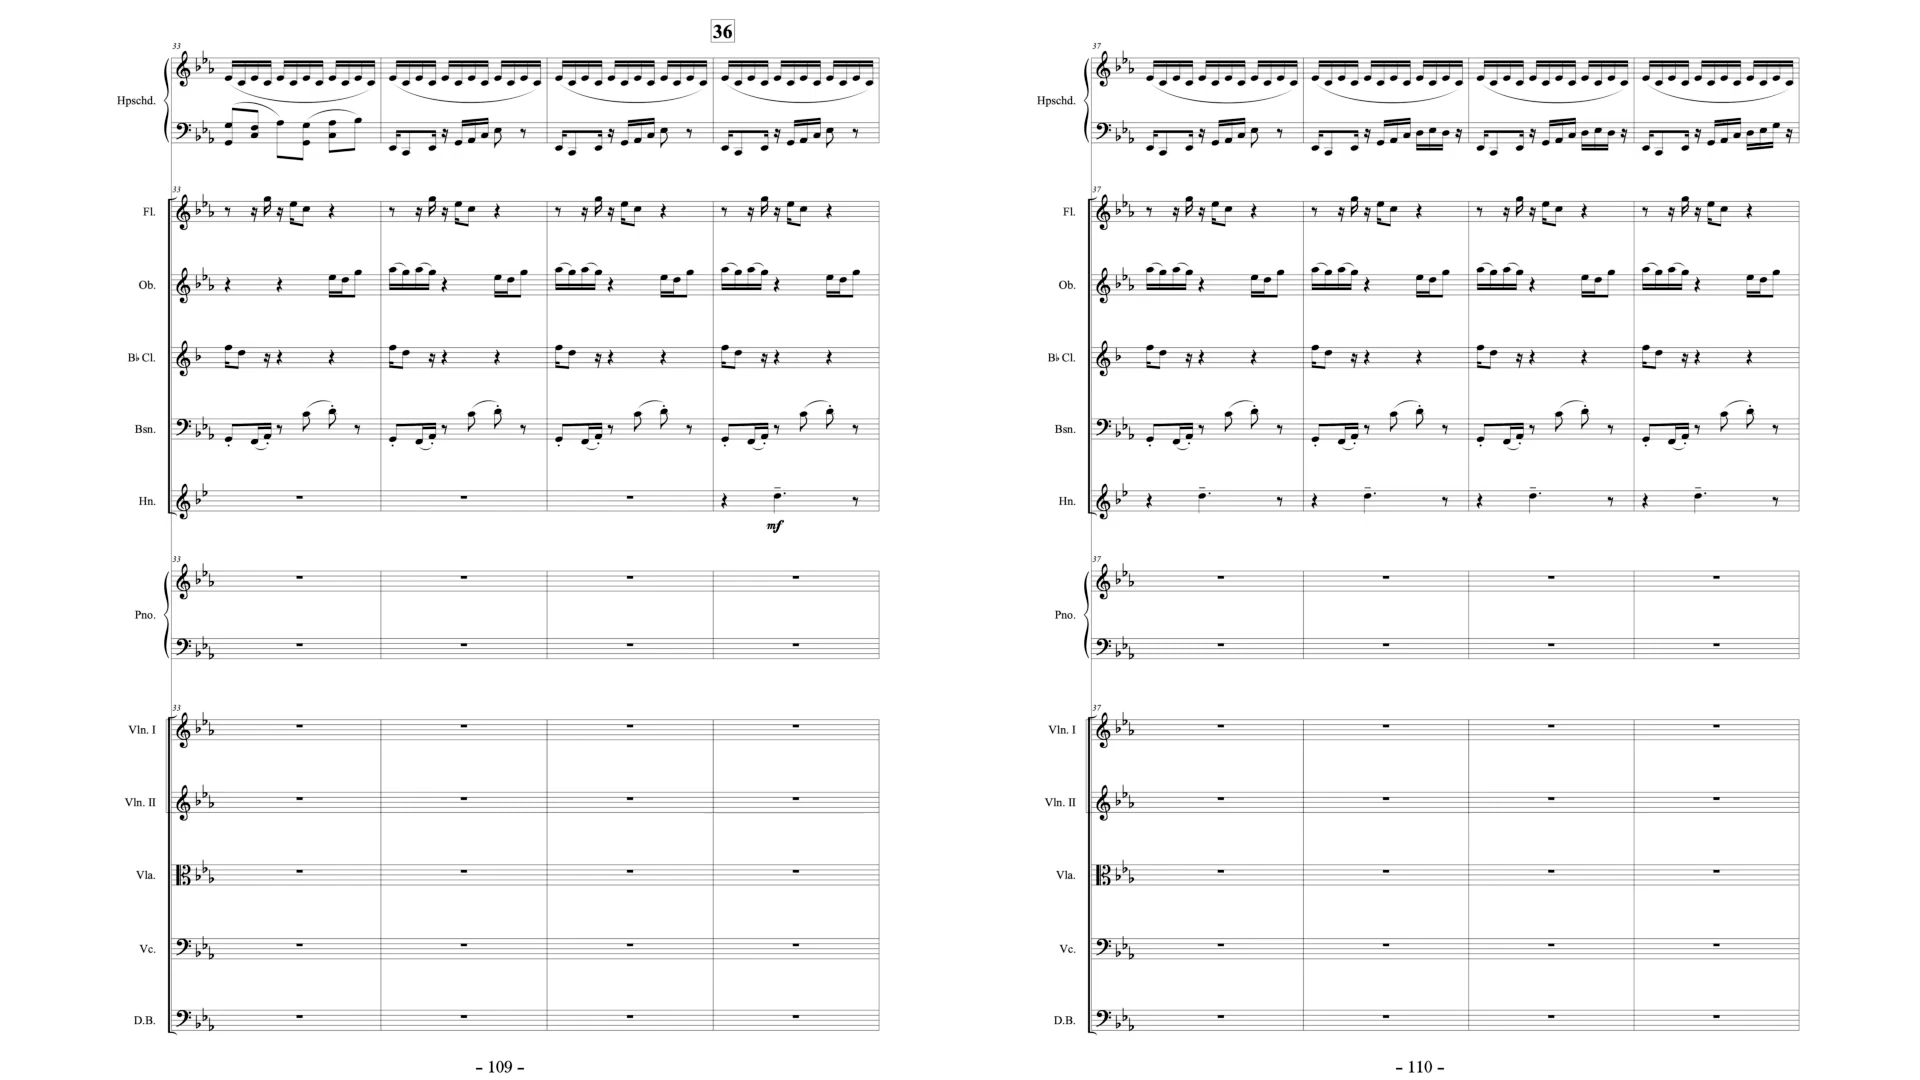 36
33
Hpschd.
33
Fl.
Ob.
B♭ Cl.
Bsn.
Hn.
mf
33
Pno.
33
Vln. I
Vln. II
Vla.
Vc.
D.B.
- 109 -
37
Hpschd.
37
Fl.
Ob.
B♭ Cl.
Bsn.
Hn.
37
Pno.
37
Vln. I
Vln. II
Vla.
Vc.
D.B.
- 110 -